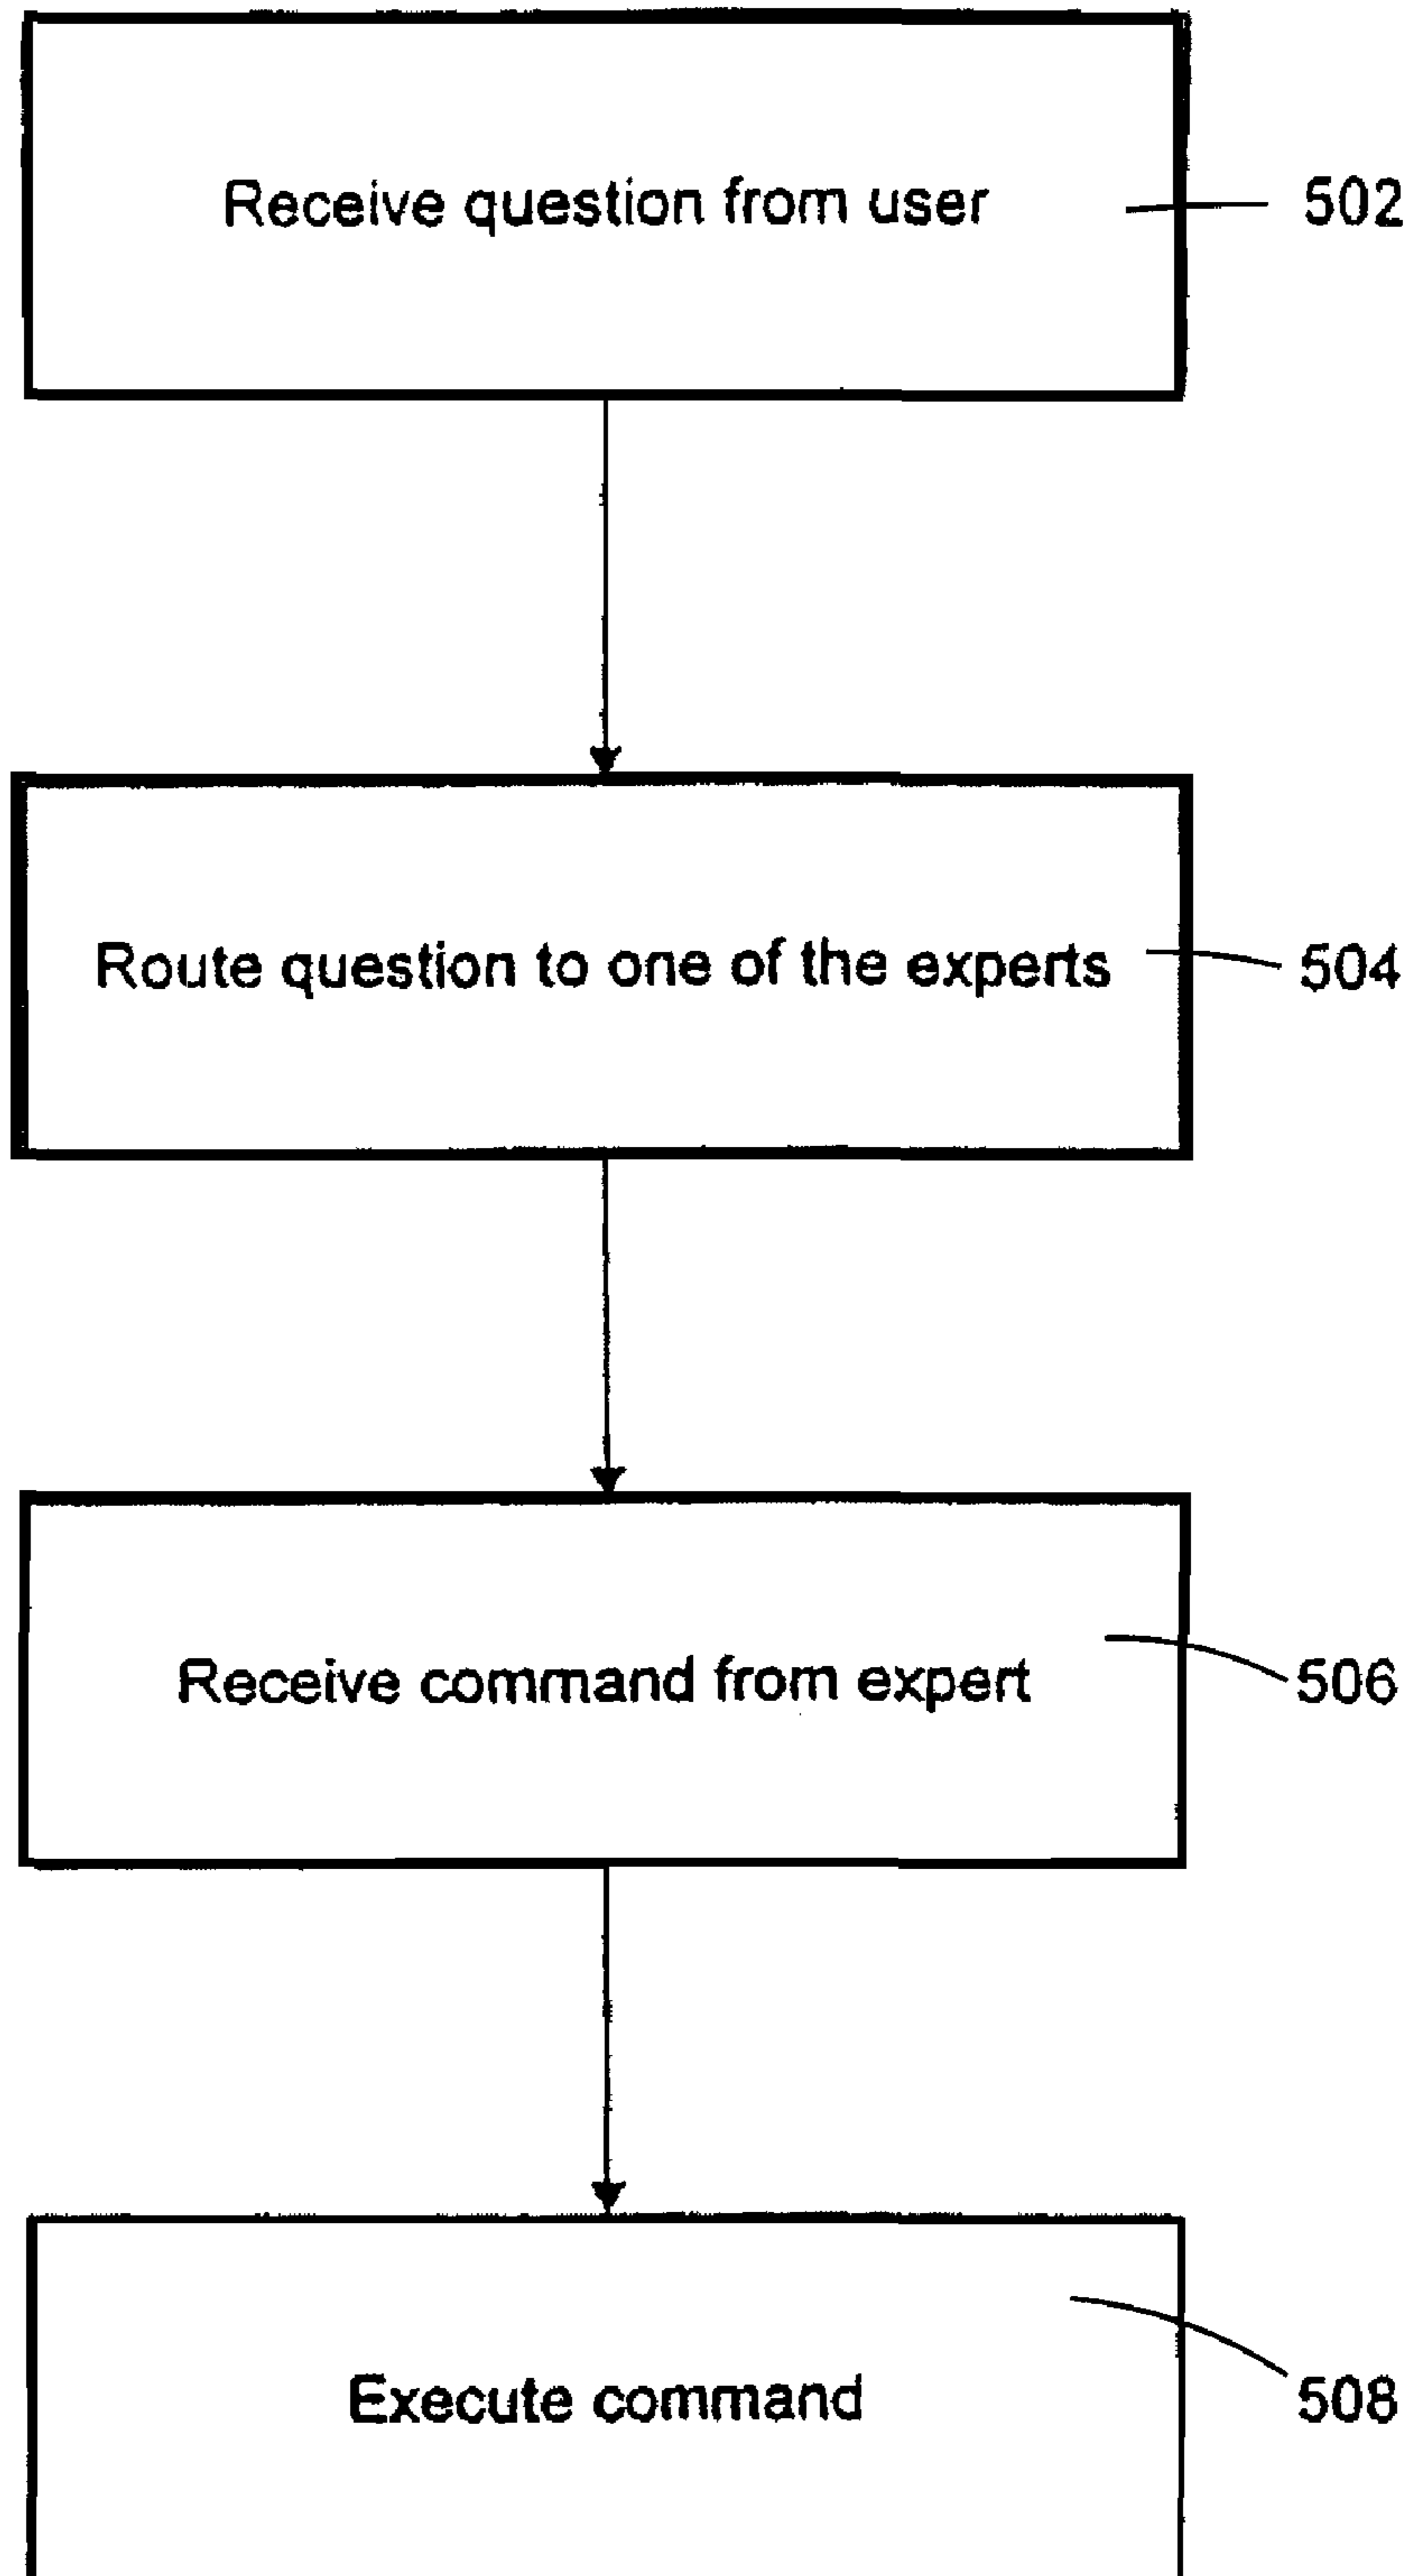 Receive question from user 502
Route question to one of the experts 504
Receive command from expert 506
Execute command 508